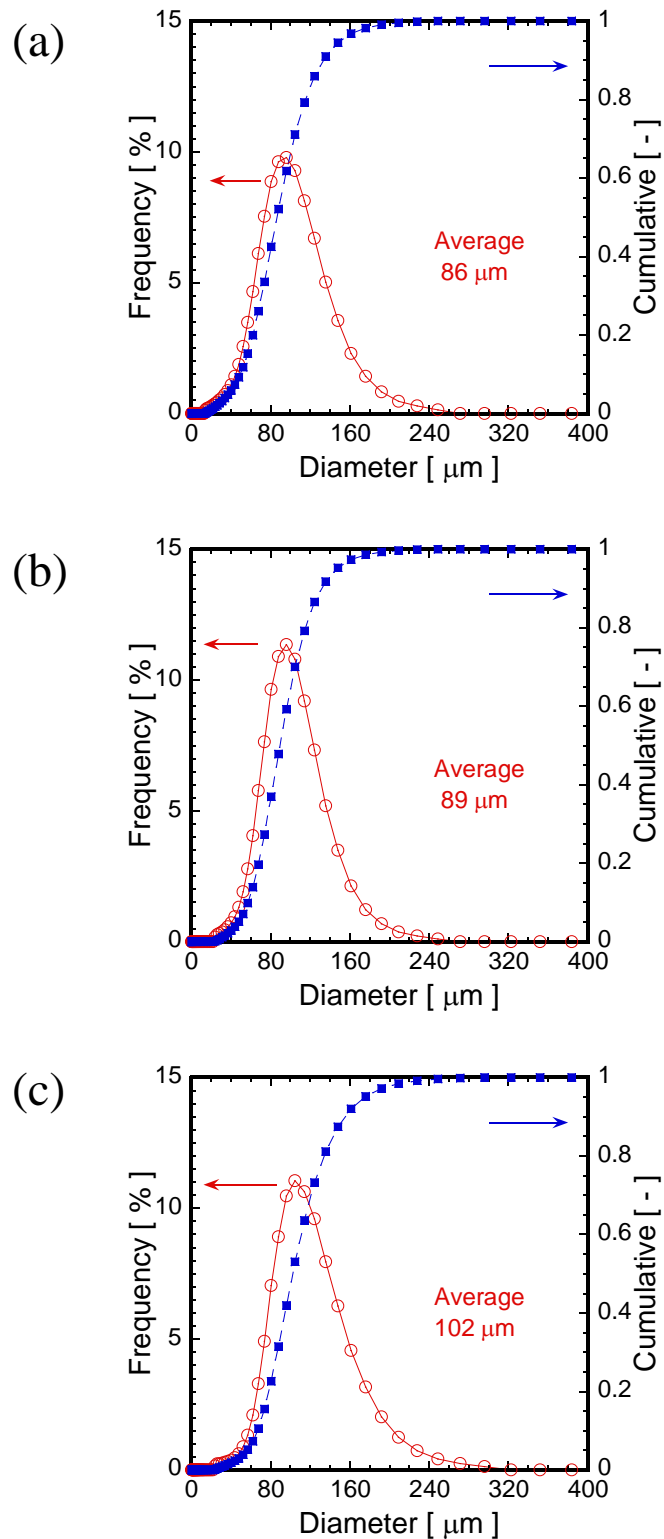 (a)
15
10
5
0
Frequency [ % ]
1
0.8
0.6
0.4
0.2
0
Cumulative [ - ]
Average
86 μm
0 80 160 240 320 400
Diameter [ μm ]
(b)
15
10
5
0
Frequency [ % ]
1
0.8
0.6
0.4
0.2
0
Cumulative [ - ]
Average
89 μm
0 80 160 240 320 400
Diameter [ μm ]
(c)
15
10
5
0
Frequency [ % ]
1
0.8
0.6
0.4
0.2
0
Cumulative [ - ]
Average
102 μm
0 80 160 240 320 400
Diameter [ μm ]